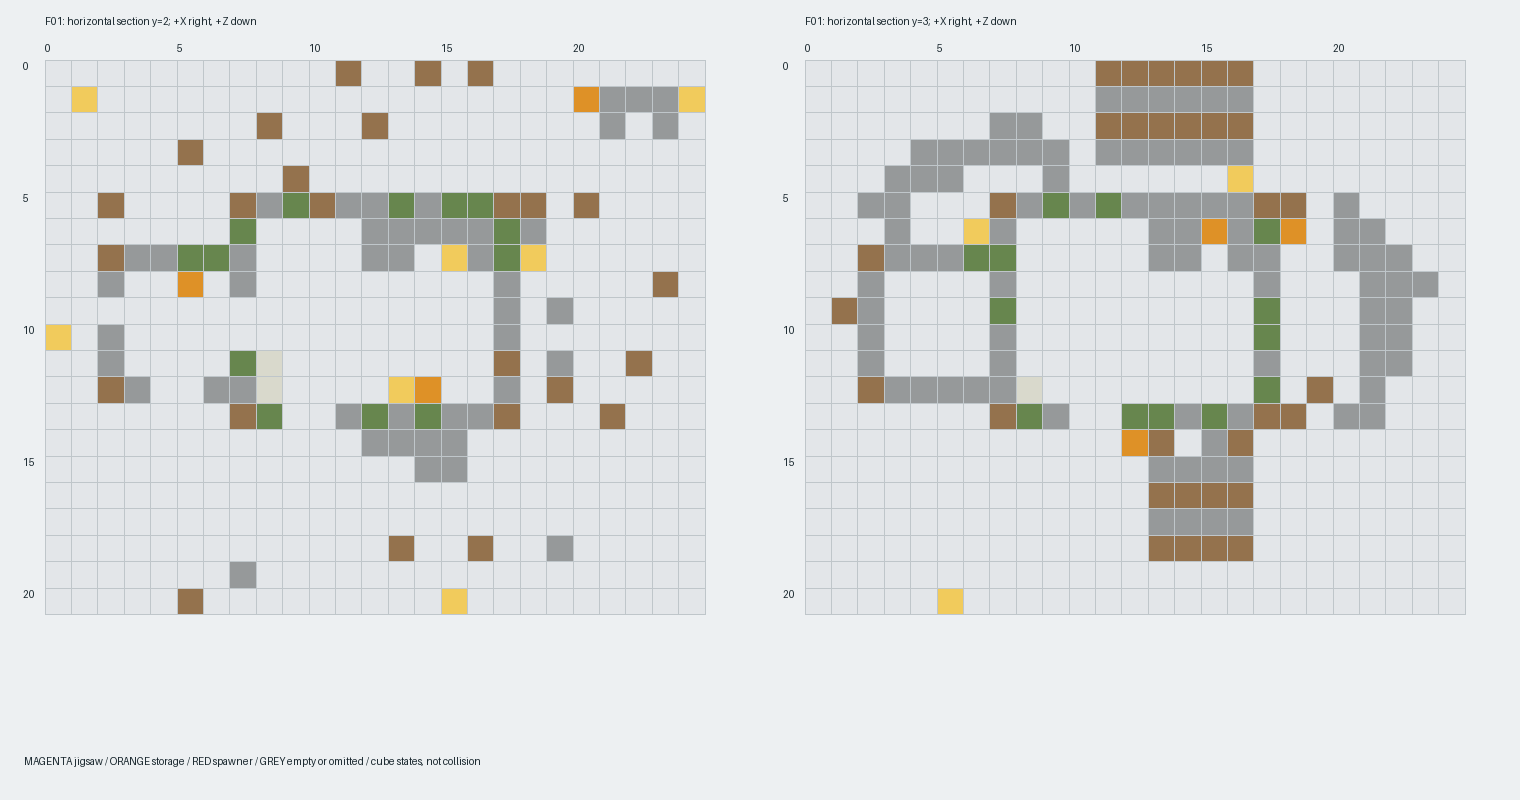 F01: horizontal section y=2; +X right, +Z down
F01: horizontal section y=3; +X right, +Z down
0 5 10 15 20
0 5 10 15 20
0
5
10
15
20
0
5
10
15
20
MAGENTA jigsaw / ORANGE storage / RED spawner / GREY empty or omitted / cube states, not collision